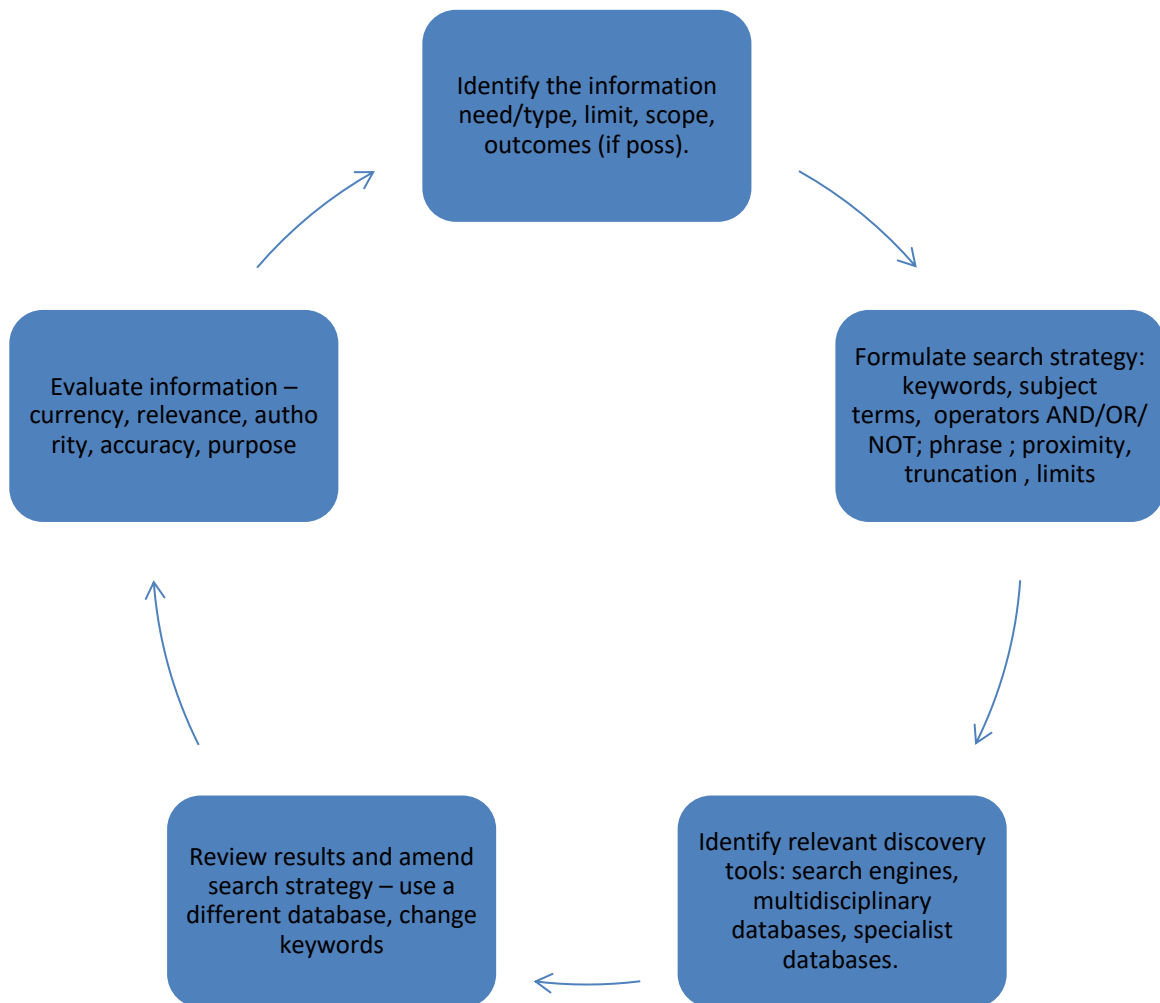 Identify the information
need/type, limit, scope,
outcomes (if poss).
Formulate search strategy:
keywords, subject
terms,  operators AND/OR/
NOT; phrase ; proximity,
truncation , limits
Identify relevant discovery
tools: search engines,
multidisciplinary
databases, specialist
databases.
Review results and amend
search strategy – use a
different database, change
keywords
Evaluate information –
currency, relevance, autho
rity, accuracy, purpose